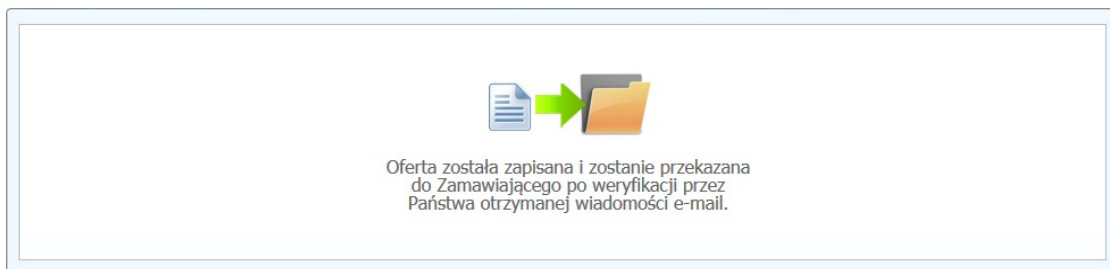 Oferta została zapisana i zostanie przekazana
do Zamawiającego po weryfikacji przez
Państwa otrzymanej wiadomości e-mail.